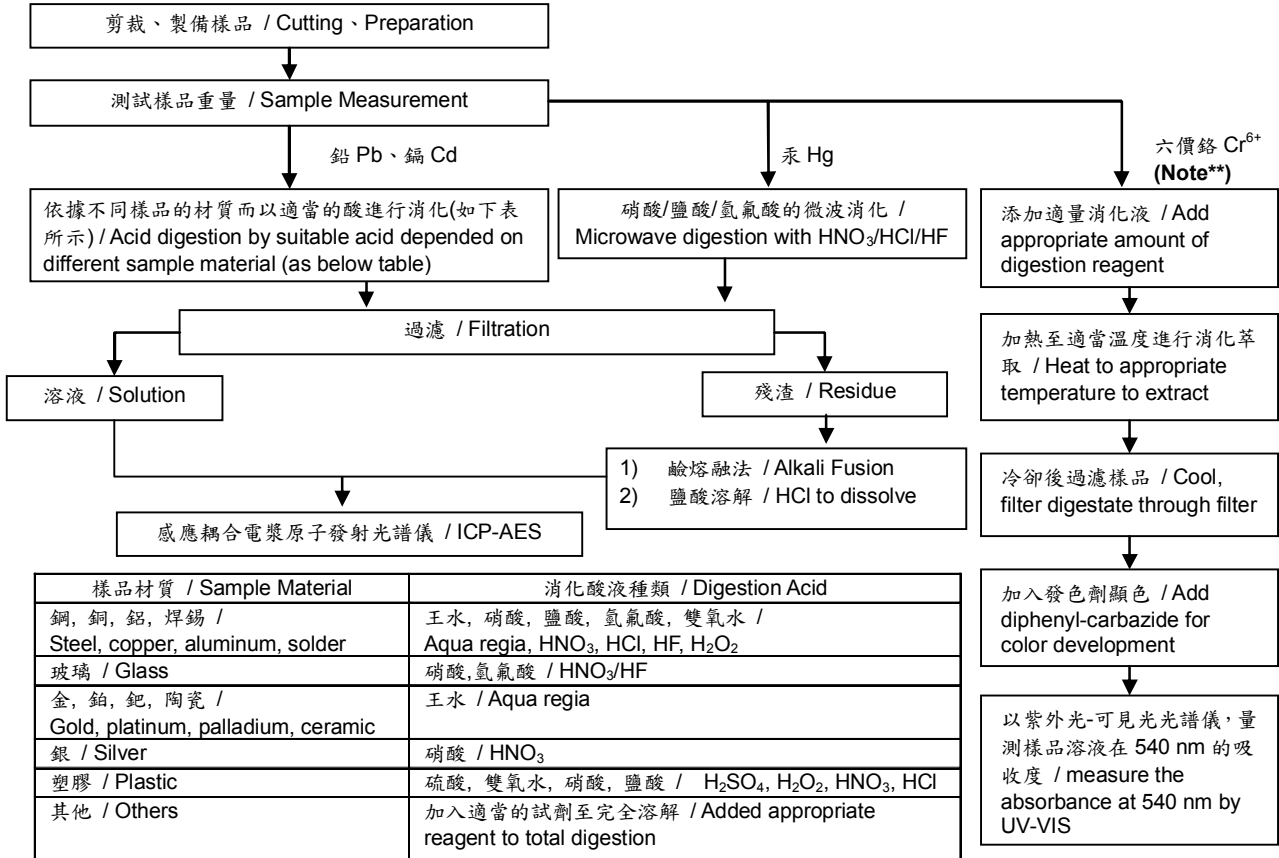 剪裁、製備樣品 / Cutting、Preparation
測試樣品重量 / Sample Measurement
鉛 Pb、鎘 Cd
汞 Hg
六價鉻 Cr⁶⁺
(Note**)
依據不同樣品的材質而以適當的酸進行消化(如下表
所示) / Acid digestion by suitable acid depended on
different sample material (as below table)
硝酸/鹽酸/氫氟酸的微波消化 /
Microwave digestion with HNO₃/HCl/HF
添加適量消化液 / Add
appropriate amount of
digestion reagent
過濾 / Filtration
加熱至適當溫度進行消化萃
取 / Heat to appropriate
temperature to extract
溶液 / Solution
殘渣 / Residue
1) 鹼熔融法 / Alkali Fusion
2) 鹽酸溶解 / HCl to dissolve
冷卻後過濾樣品 / Cool,
filter digestate through filter
感應耦合電漿原子發射光譜儀 / ICP-AES
樣品材質 / Sample Material
消化酸液種類 / Digestion Acid
鋼, 銅, 鋁, 焊錫 /
Steel, copper, aluminum, solder
王水, 硝酸, 鹽酸, 氫氟酸, 雙氧水 /
Aqua regia, HNO₃, HCl, HF, H₂O₂
玻璃 / Glass
硝酸,氫氟酸 / HNO₃/HF
金, 鉑, 鈀, 陶瓷 /
Gold, platinum, palladium, ceramic
王水 / Aqua regia
銀 / Silver
硝酸 / HNO₃
塑膠 / Plastic
硫酸, 雙氧水, 硝酸, 鹽酸 / H₂SO₄, H₂O₂, HNO₃, HCl
其他 / Others
加入適當的試劑至完全溶解 / Added appropriate
reagent to total digestion
加入發色劑顯色 / Add
diphenyl-carbazide for
color development
以紫外光-可見光光譜儀，量
測樣品溶液在 540 nm 的吸
收度 / measure the
absorbance at 540 nm by
UV-VIS